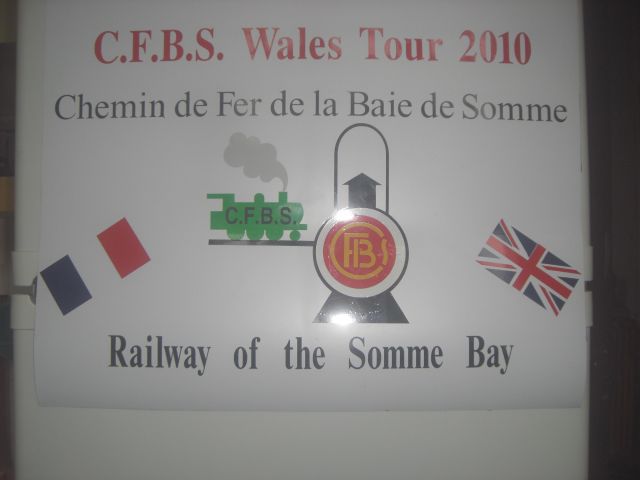 C.F.B.S. Wales Tour 2010
Chemin de Fer de la Baie de Somme
C.F.B.S.
CFBS
Railway of the Somme Bay